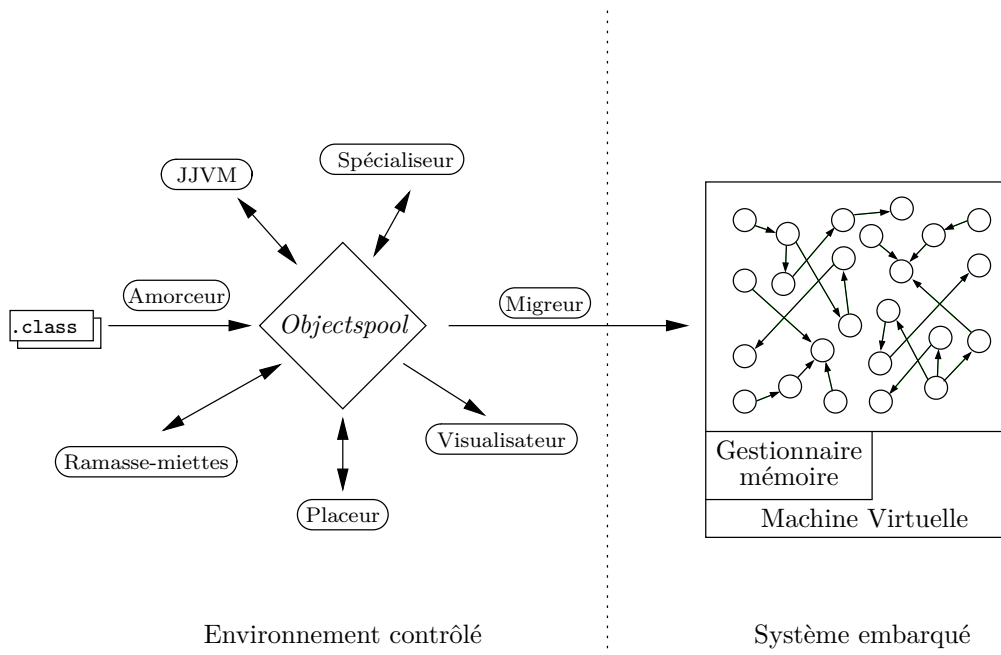 Spécialiseur
JJVM
Amorceur
Migreur
.class
Objectspool
Visualisateur
Ramasse-miettes
Placeur
Gestionnaire
mémoire
Machine Virtuelle
Environnement contrôlé
Système embarqué